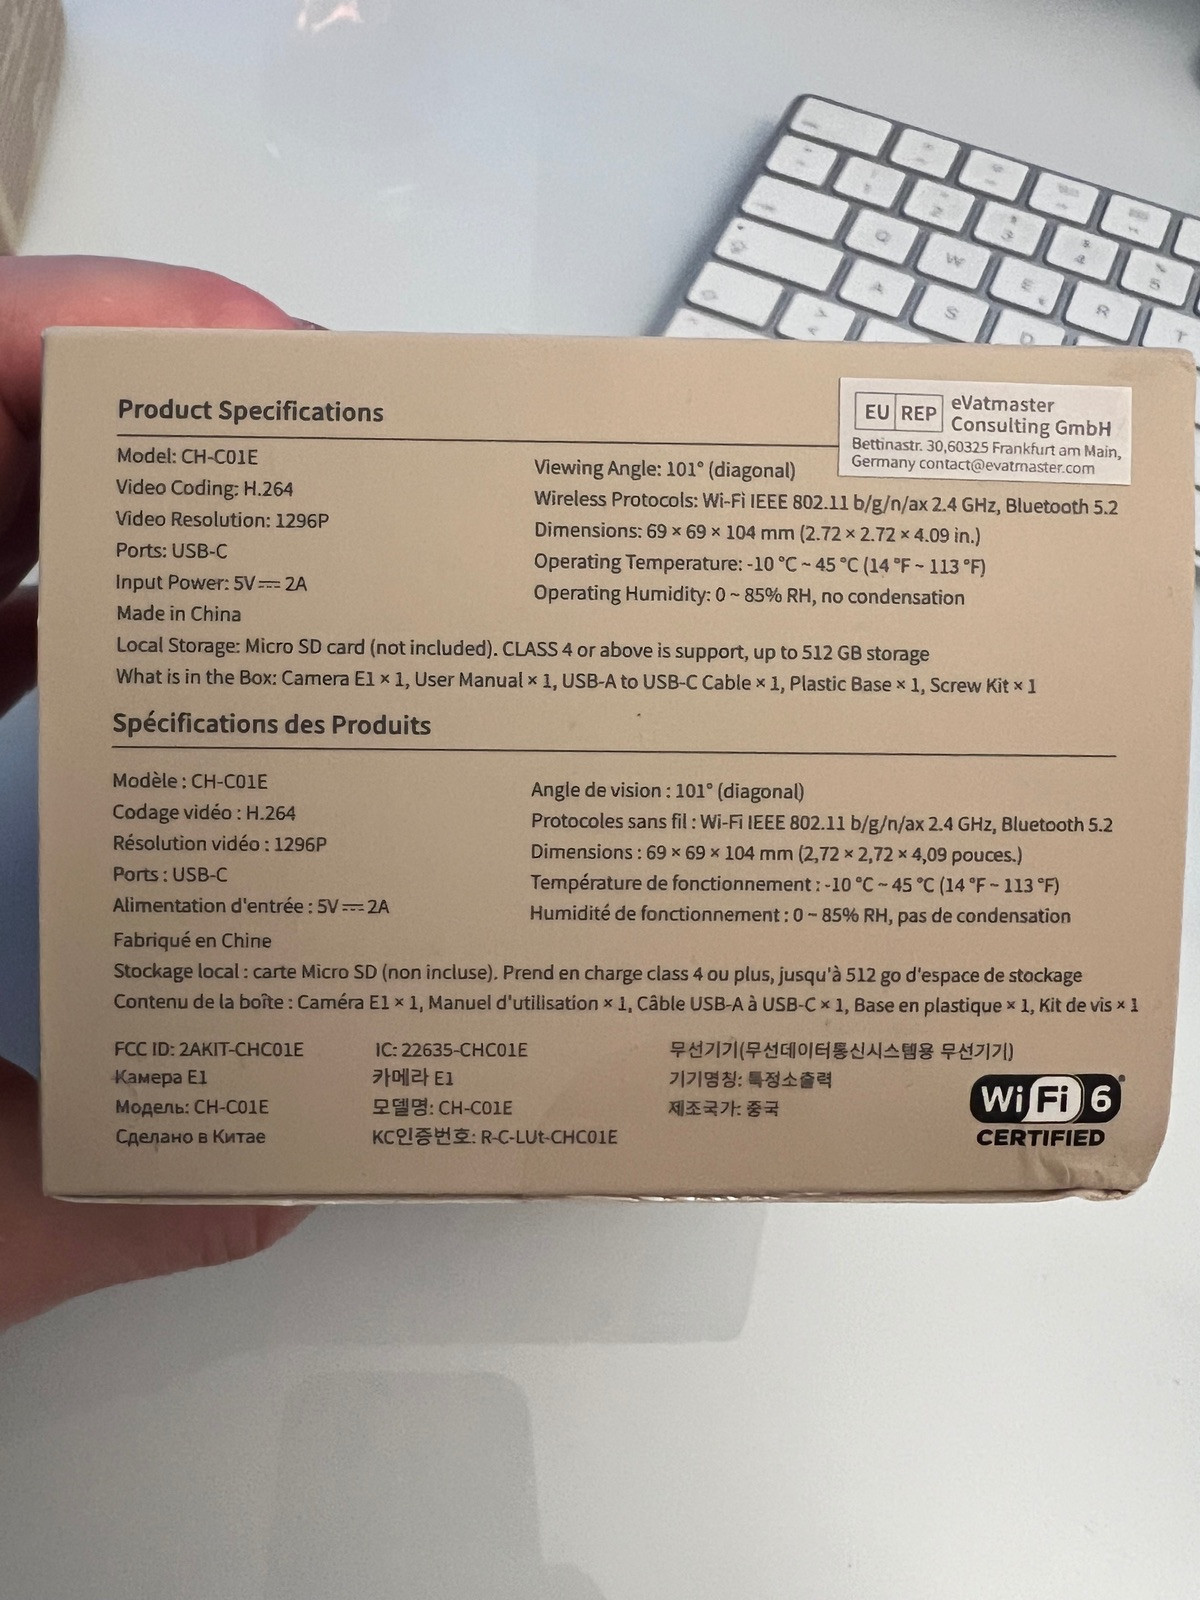 Product Specifications
EU REP
eVatmaster
Consulting GmbH
Bettinastr. 30,60325 Frankfurt am Main,
Germany contact@evatmaster.com
Model: CH-C01E
Video Coding: H.264
Video Resolution: 1296P
Ports: USB-C
Input Power: 5V⎓2A
Made in China
Viewing Angle: 101° (diagonal)
Wireless Protocols: Wi-Fi IEEE 802.11 b/g/n/ax 2.4 GHz, Bluetooth 5.2
Dimensions: 69 × 69 × 104 mm (2.72 × 2.72 × 4.09 in.)
Operating Temperature: -10 °C ~ 45 °C (14 °F ~ 113 °F)
Operating Humidity: 0 ~ 85% RH, no condensation
Local Storage: Micro SD card (not included). CLASS 4 or above is support, up to 512 GB storage
What is in the Box: Camera E1 × 1, User Manual × 1, USB-A to USB-C Cable × 1, Plastic Base × 1, Screw Kit × 1
Spécifications des Produits
Modèle : CH-C01E
Codage vidéo : H.264
Résolution vidéo : 1296P
Ports : USB-C
Alimentation d'entrée : 5V⎓2A
Fabriqué en Chine
Angle de vision : 101° (diagonal)
Protocoles sans fil : Wi-Fi IEEE 802.11 b/g/n/ax 2.4 GHz, Bluetooth 5.2
Dimensions : 69 × 69 × 104 mm (2,72 × 2,72 × 4,09 pouces.)
Température de fonctionnement : -10 °C ~ 45 °C (14 °F ~ 113 °F)
Humidité de fonctionnement : 0 ~ 85% RH, pas de condensation
Stockage local : carte Micro SD (non incluse). Prend en charge class 4 ou plus, jusqu'à 512 go d'espace de stockage
Contenu de la boîte : Caméra E1 × 1, Manuel d'utilisation × 1, Câble USB-A à USB-C × 1, Base en plastique × 1, Kit de vis × 1
FCC ID: 2AKIT-CHC01E
Камера E1
Модель: CH-C01E
Сделано в Китае
IC: 22635-CHC01E
카메라 E1
모델명: CH-C01E
KC인증번호: R-C-LUt-CHC01E
무선기기(무선데이터통신시스템용 무선기기)
기기명칭: 특정소출력
제조국가: 중국
WiFi 6
CERTIFIED
1 2 3 4 5
Q W E R T
A S D